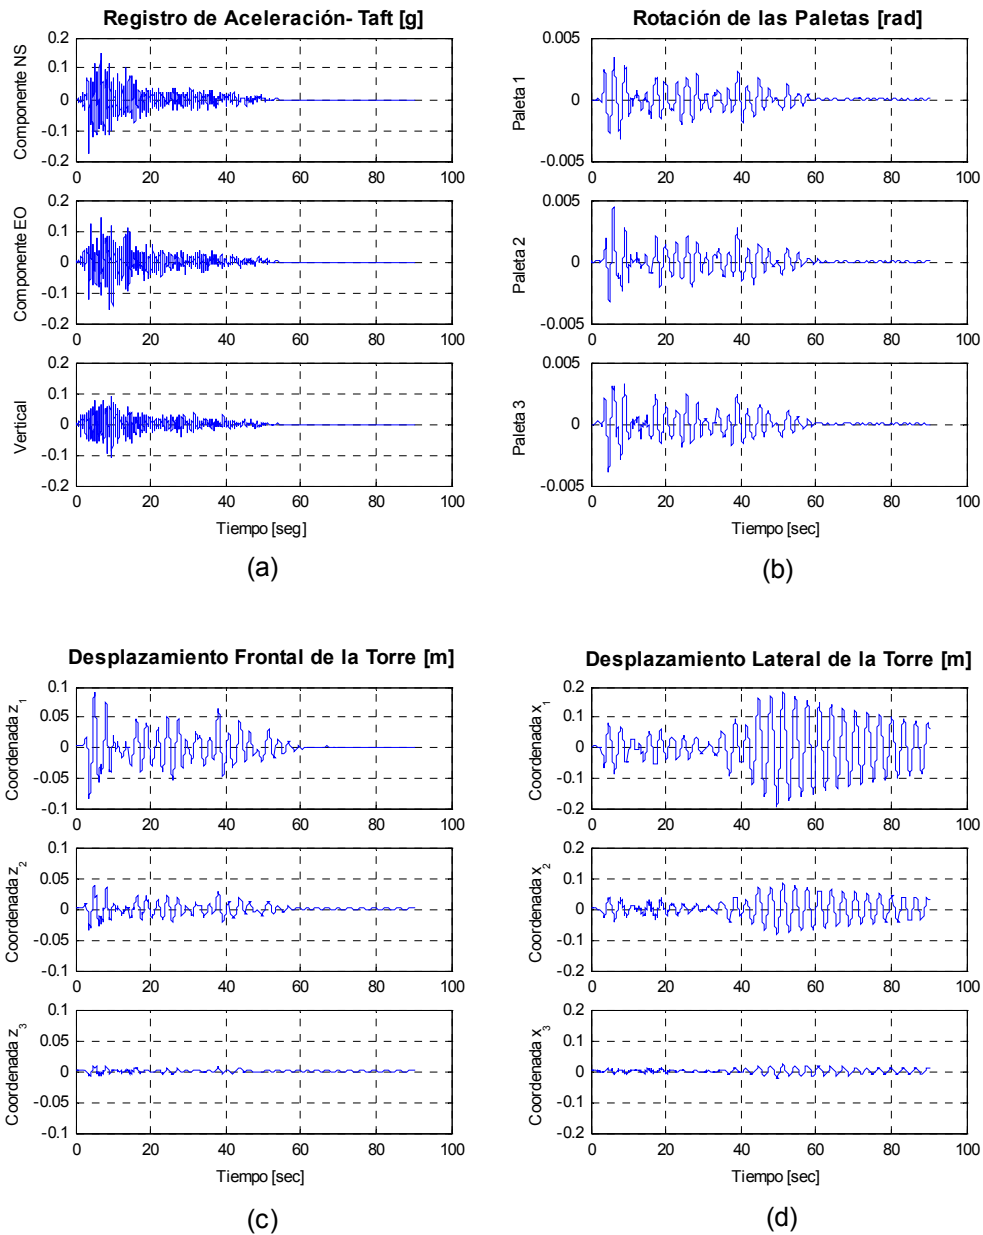 Registro de Aceleración- Taft [g]
Componente NS
0.2
0.1
0
-0.1
-0.2
0 20 40 60 80 100
Componente EO
0.2
0.1
0
-0.1
-0.2
0 20 40 60 80 100
Vertical
0.2
0.1
0
-0.1
-0.2
0 20 40 60 80 100
Tiempo [seg]
(a)
Rotación de las Paletas [rad]
Paleta 1
0.005
0
-0.005
0 20 40 60 80 100
Paleta 2
0.005
0
-0.005
0 20 40 60 80 100
Paleta 3
0.005
0
-0.005
0 20 40 60 80 100
Tiempo [sec]
(b)
Desplazamiento Frontal de la Torre [m]
Coordenada z1
0.1
0.05
0
-0.05
-0.1
0 20 40 60 80 100
Coordenada z2
0.1
0.05
0
-0.05
-0.1
0 20 40 60 80 100
Coordenada z3
0.1
0.05
0
-0.05
-0.1
0 20 40 60 80 100
Tiempo [sec]
(c)
Desplazamiento Lateral de la Torre [m]
Coordenada x1
0.2
0.1
0
-0.1
-0.2
0 20 40 60 80 100
Coordenada x2
0.2
0.1
0
-0.1
-0.2
0 20 40 60 80 100
Coordenada x3
0.2
0.1
0
-0.1
-0.2
0 20 40 60 80 100
Tiempo [sec]
(d)